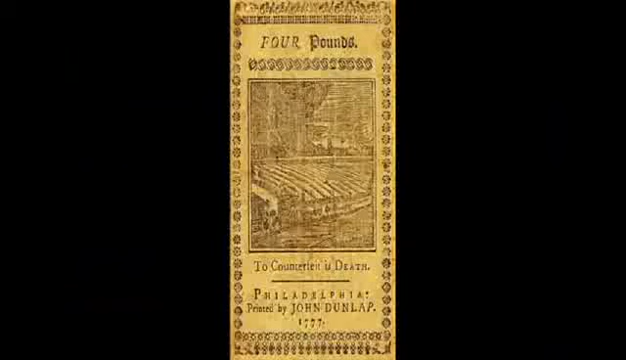 FOUR Pounds.
To Counterfeit is DEATH.
PHILADELPHIA:
Printed by JOHN DUNLAP.
1777.